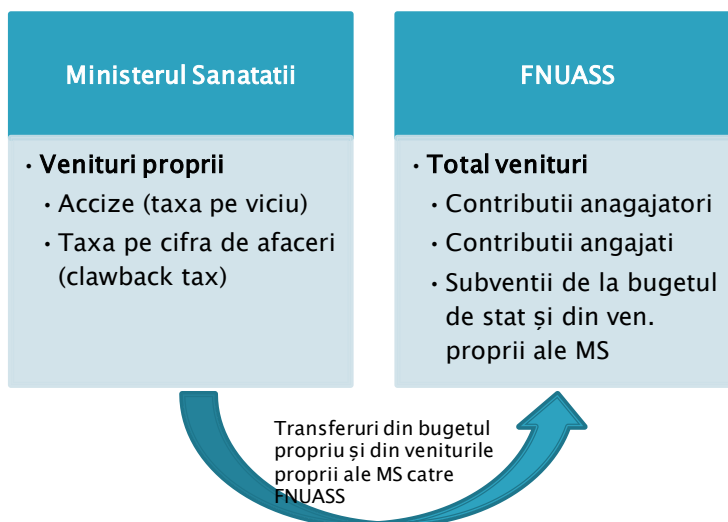 Ministerul Sanatatii
• Venituri proprii
• Accize (taxa pe viciu)
• Taxa pe cifra de afaceri
(clawback tax)
FNUASS
• Total venituri
• Contributii anagajatori
• Contributii angajati
• Subventii de la bugetul
de stat și din ven.
proprii ale MS
Transferuri din bugetul
propriu și din veniturile
proprii ale MS catre
FNUASS